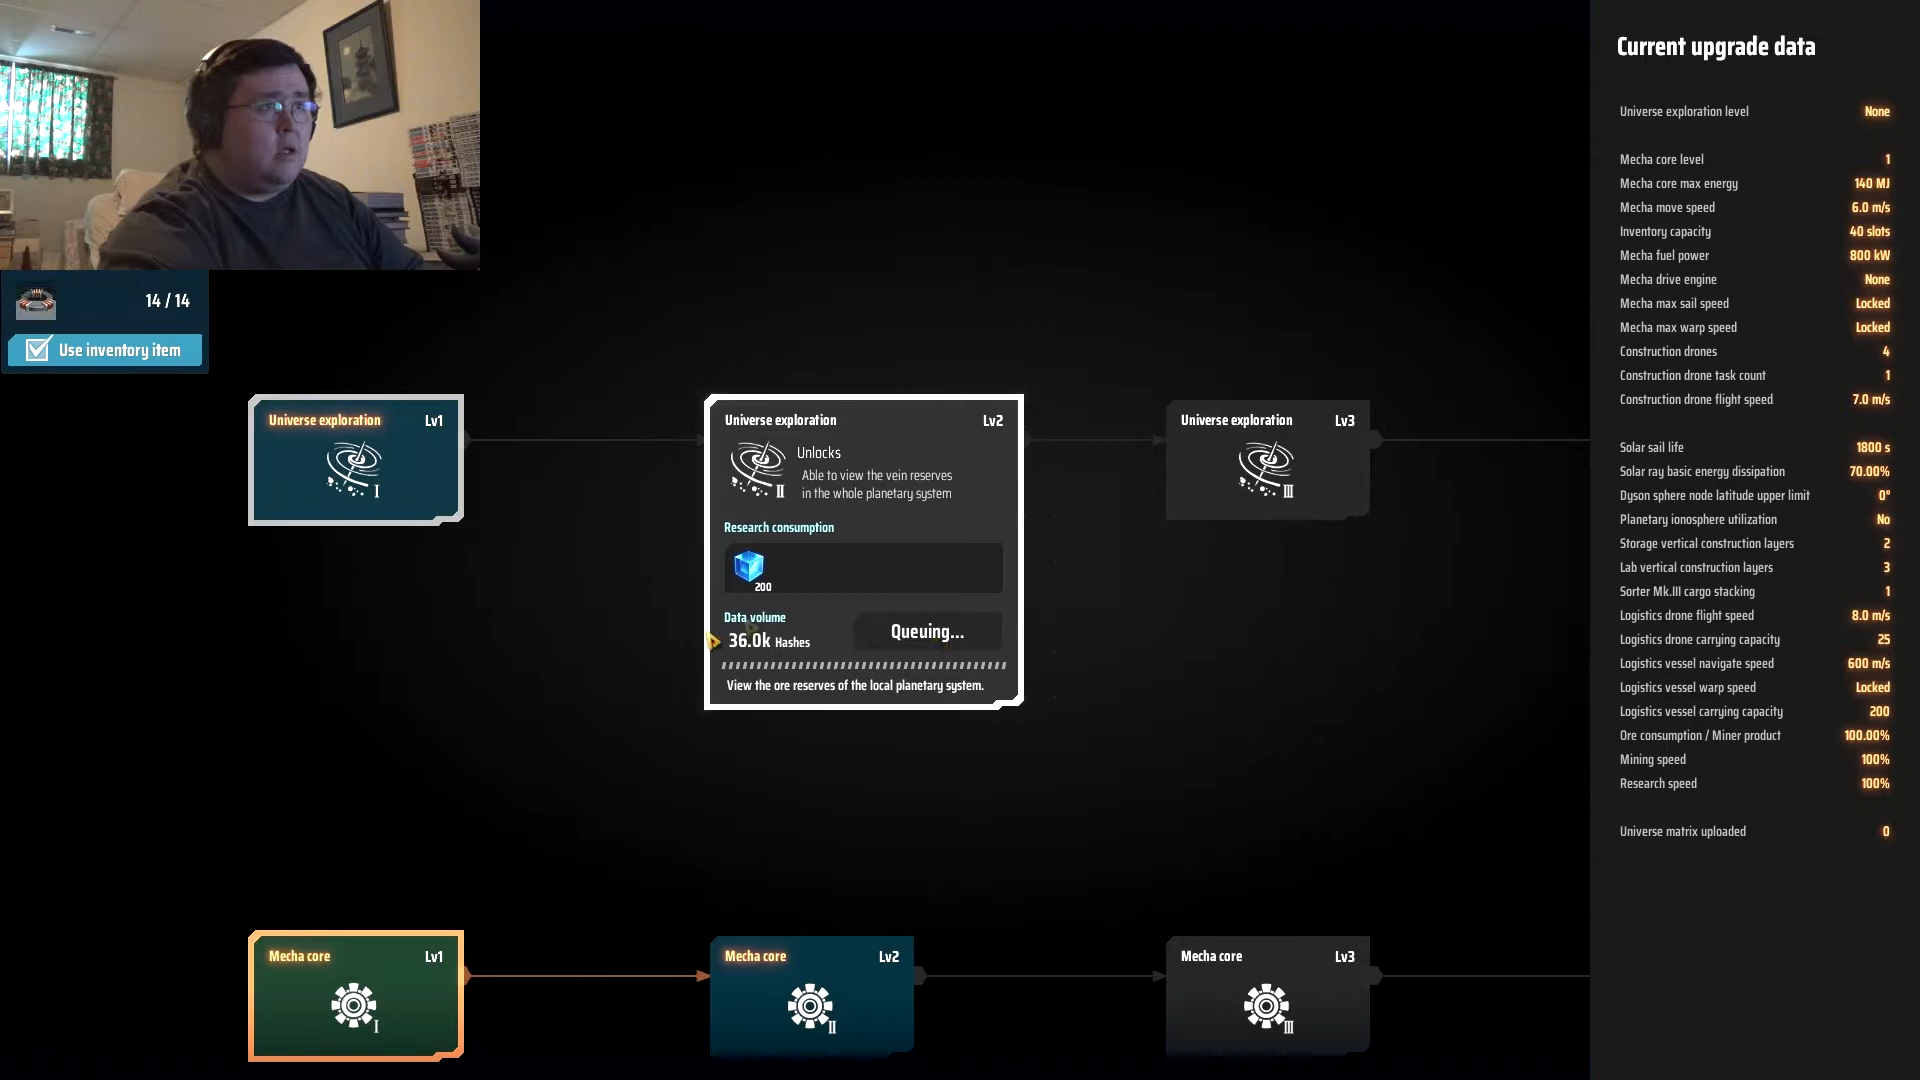 14 / 14
Use inventory item
Universe exploration Lv1
I
Universe exploration Lv2
II
Unlocks
Able to view the vein reserves
in the whole planetary system
Research consumption
200
Data volume
36.0k Hashes
Queuing...
View the ore reserves of the local planetary system.
Universe exploration Lv3
III
Mecha core Lv1
I
Mecha core Lv2
II
Mecha core Lv3
III
Current upgrade data
Universe exploration level None
Mecha core level 1
Mecha core max energy 140 MJ
Mecha move speed 6.0 m/s
Inventory capacity 40 slots
Mecha fuel power 800 kW
Mecha drive engine None
Mecha max sail speed Locked
Mecha max warp speed Locked
Construction drones 4
Construction drone task count 1
Construction drone flight speed 7.0 m/s
Solar sail life 1800 s
Solar ray basic energy dissipation 70.00%
Dyson sphere node latitude upper limit 0°
Planetary ionosphere utilization No
Storage vertical construction layers 2
Lab vertical construction layers 3
Sorter Mk.III cargo stacking 1
Logistics drone flight speed 8.0 m/s
Logistics drone carrying capacity 25
Logistics vessel navigate speed 600 m/s
Logistics vessel warp speed Locked
Logistics vessel carrying capacity 200
Ore consumption / Miner product 100.00%
Mining speed 100%
Research speed 100%
Universe matrix uploaded 0